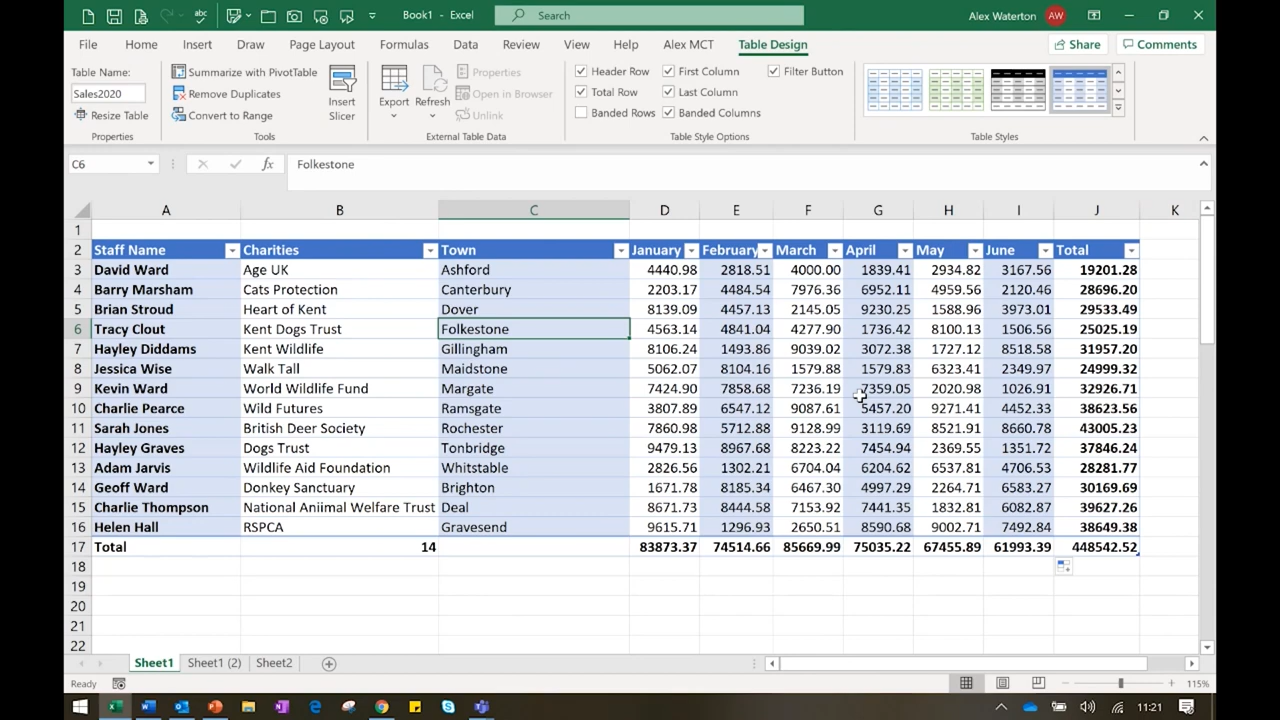 Book1 - Excel
Search
Alex Waterton AW
File Home Insert Draw Page Layout Formulas Data Review View Help Alex MCT Table Design Share Comments
Table Name:
Sales2020
Resize Table
Properties
Summarize with PivotTable
Remove Duplicates
Convert to Range
Insert Slicer
Tools
Export
Refresh
Properties
Open in Browser
Unlink
External Table Data
Header Row First Column Filter Button
Total Row Last Column
Banded Rows Banded Columns
Table Style Options
Table Styles
C6 fx Folkestone
A B C D E F G H I J K
1
2 Staff Name Charities Town January February March April May June Total
3 David Ward Age UK Ashford 4440.98 2818.51 4000.00 1839.41 2934.82 3167.56 19201.28
4 Barry Marsham Cats Protection Canterbury 2203.17 4484.54 7976.36 6952.11 4959.56 2120.46 28696.20
5 Brian Stroud Heart of Kent Dover 8139.09 4457.13 2145.05 9230.25 1588.96 3973.01 29533.49
6 Tracy Clout Kent Dogs Trust Folkestone 4563.14 4841.04 4277.90 1736.42 8100.13 1506.56 25025.19
7 Hayley Diddams Kent Wildlife Gillingham 8106.24 1493.86 9039.02 3072.38 1727.12 8518.58 31957.20
8 Jessica Wise Walk Tall Maidstone 5062.07 8104.16 1579.88 1579.83 6323.41 2349.97 24999.32
9 Kevin Ward World Wildlife Fund Margate 7424.90 7858.68 7236.19 7359.05 2020.98 1026.91 32926.71
10 Charlie Pearce Wild Futures Ramsgate 3807.89 6547.12 9087.61 5457.20 9271.41 4452.33 38623.56
11 Sarah Jones British Deer Society Rochester 7860.98 5712.88 9128.99 3119.69 8521.91 8660.78 43005.23
12 Hayley Graves Dogs Trust Tonbridge 9479.13 8967.68 8223.22 7454.94 2369.55 1351.72 37846.24
13 Adam Jarvis Wildlife Aid Foundation Whitstable 2826.56 1302.21 6704.04 6204.62 6537.81 4706.53 28281.77
14 Geoff Ward Donkey Sanctuary Brighton 1671.78 8185.34 6467.30 4997.29 2264.71 6583.27 30169.69
15 Charlie Thompson National Aniimal Welfare Trust Deal 8671.73 8444.58 7153.92 7441.35 1832.81 6082.87 39627.26
16 Helen Hall RSPCA Gravesend 9615.71 1296.93 2650.51 8590.68 9002.71 7492.84 38649.38
17 Total 14 83873.37 74514.66 85669.99 75035.22 67455.89 61993.39 448542.52
18
19
20
21
22
Sheet1 Sheet1 (2) Sheet2
Ready 115%
11:21